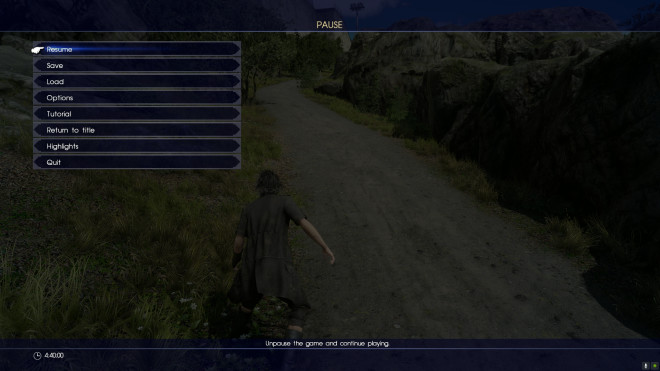 PAUSE
Resume
Save
Load
Options
Tutorial
Return to title
Highlights
Quit
Unpause the game and continue playing.
4:40:00